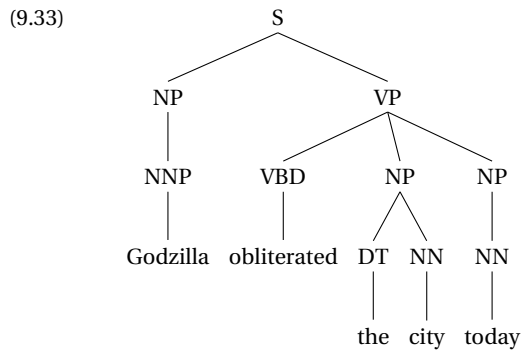 (9.33) S
NP VP
NNP VBD NP NP
Godzilla obliterated DT NN NN
the city today